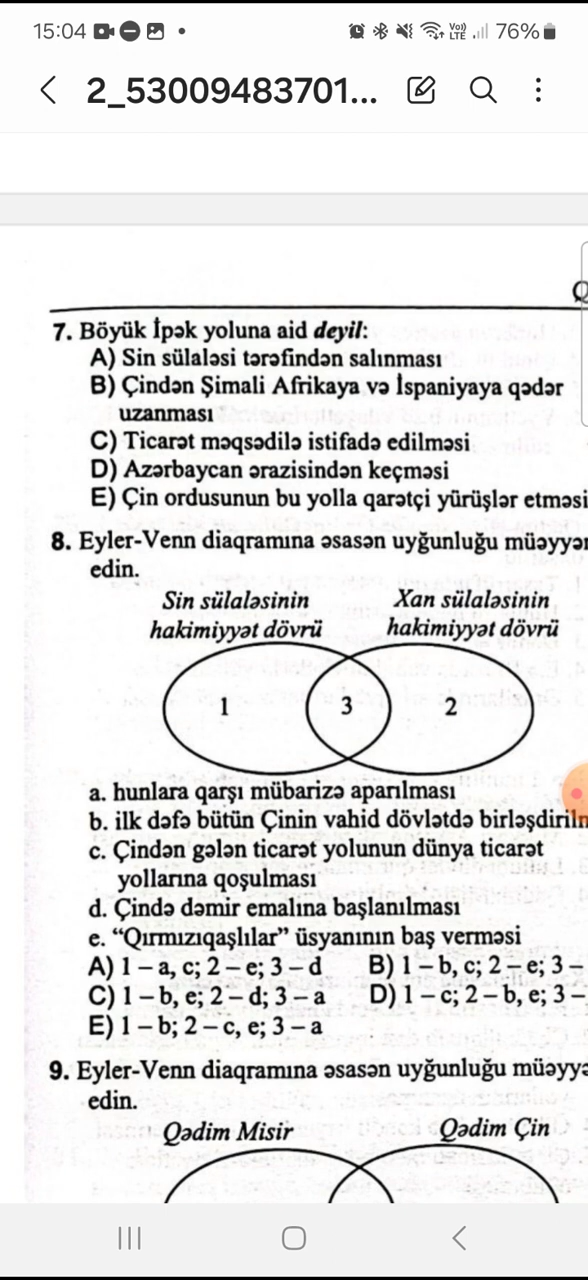 15:04
Vo)) LTE 76%
2_53009483701...
7. Böyük İpək yoluna aid deyil:
A) Sin sülaləsi tərəfindən salınması
B) Çindən Şimali Afrikaya və İspaniyaya qədər
uzanması
C) Ticarət məqsədilə istifadə edilməsi
D) Azərbaycan ərazisindən keçməsi
E) Çin ordusunun bu yolla qarətçi yürüşlər etməsi
8. Eyler-Venn diaqramına əsasən uyğunluğu
edin.
Sin sülaləsinin Xan sülaləsinin
hakimiyyət dövrü hakimiyyət dövrü
1 3 2
a. hunlara qarşı mübarizə aparılması
b. ilk dəfə bütün Çinin vahid dövlətdə
c. Çindən gələn ticarət yolunun dünya ticarət
yollarına qoşulması
d. Çində dəmir emalına başlanılması
e. “Qırmızıqaşlılar” üsyanının baş verməsi
A) 1 – a, c; 2 – e; 3 – d B) 1 – b, c; 2 – e; 3 –
C) 1 – b, e; 2 – d; 3 – a D) 1 – c; 2 – b, e; 3 –
E) 1 – b; 2 – c, e; 3 – a
9. Eyler-Venn diaqramına əsasən uyğunluğu
edin.
Qədim Misir Qədim Çin